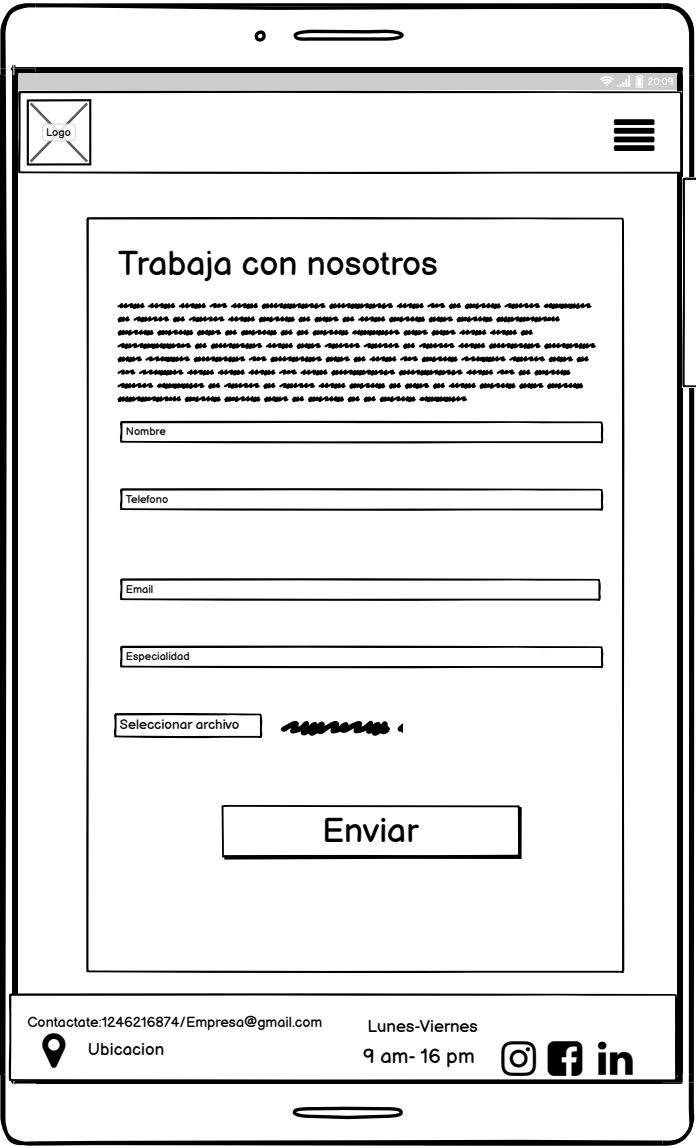 20:09
Logo
Trabaja con nosotros
Nombre
Telefono
Email
Especialidad
Seleccionar archivo
Enviar
Contactate:1246216874/Empresa@gmail.com
Ubicacion
Lunes-Viernes
9 am- 16 pm